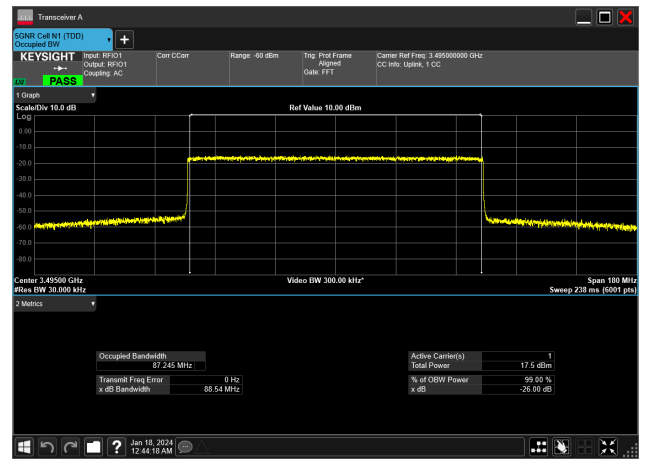 Transceiver A
5GNR Cell N1 (TDD)
Occupied BW
KEYSIGHT
Input: RFIO1
Output: RFIO1
Coupling: AC
Corr CCorr
Range: -60 dBm
Trig: Prot Frame
Aligned
Gate: FFT
Carrier Ref Freq: 3.495000000 GHz
CC Info: Uplink, 1 CC
LW PASS
1 Graph
Scale/Div 10.0 dB
Ref Value 10.00 dBm
Log
0.00
-10.0
-20.0
-30.0
-40.0
-50.0
-60.0
-70.0
-80.0
Center 3.49500 GHz
Video BW 300.00 kHz*
Span 180 MHz
#Res BW 30.000 kHz
Sweep 238 ms (6001 pts)
2 Metrics
Occupied Bandwidth
87.245 MHz
Transmit Freq Error 0 Hz
x dB Bandwidth 88.54 MHz
Active Carrier(s) 1
Total Power 17.5 dBm
% of OBW Power 99.00 %
x dB -26.00 dB
Jan 18, 2024
12:44:18 AM